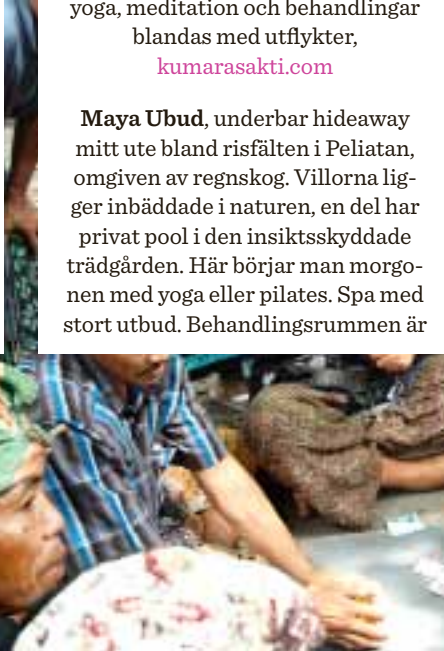 yoga, meditation och behandlingar
blandas med utflykter,
kumarasakti.com
Maya Ubud, underbar hideaway
mitt ute bland risfälten i Peliatan,
omgiven av regnskog. Villorna lig-
ger inbäddade i naturen, en del har
privat pool i den insiktsskyddade
trädgården. Här börjar man morgo-
nen med yoga eller pilates. Spa med
stort utbud. Behandlingsrummen är